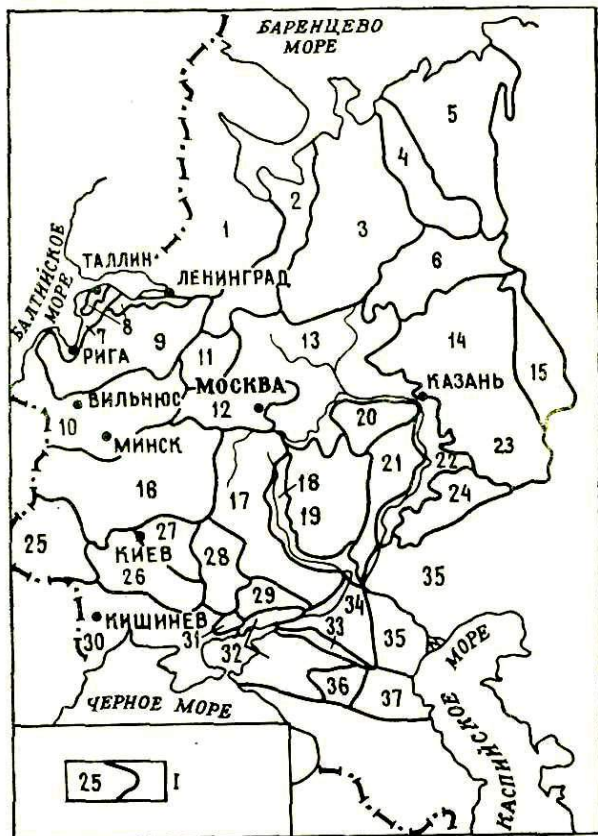 БАРЕНЦЕВО
МОРЕ
5
4
2
1
3
6
БАЛТИЙСКОЕ
МОРЕ
ТАЛЛИН
ЛЕНИНГРАД
7
8
9
РИГА
11
13
14
15
МОСКВА
КАЗАНЬ
12
10
ВИЛЬНЮС
МИНСК
20
23
21
22
24
16
17
18
19
25
27
КИЕВ
26
28
29
35
КИШИНЕВ
30
31
32
33
34
35
36
37
ЧЕРНОЕ МОРЕ
КАСПИЙСКОЕ
МОРЕ
25
I